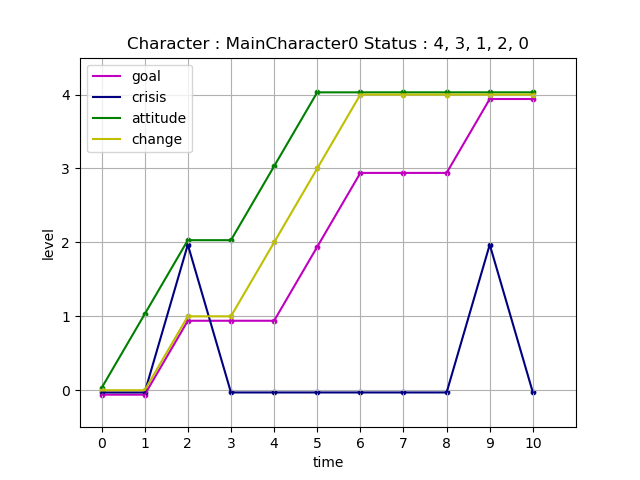 Character : MainCharacter0 Status : 4, 3, 1, 2, 0
goal
crisis
attitude
change
level
4
3
2
1
0
0 1 2 3 4 5 6 7 8 9 10
time